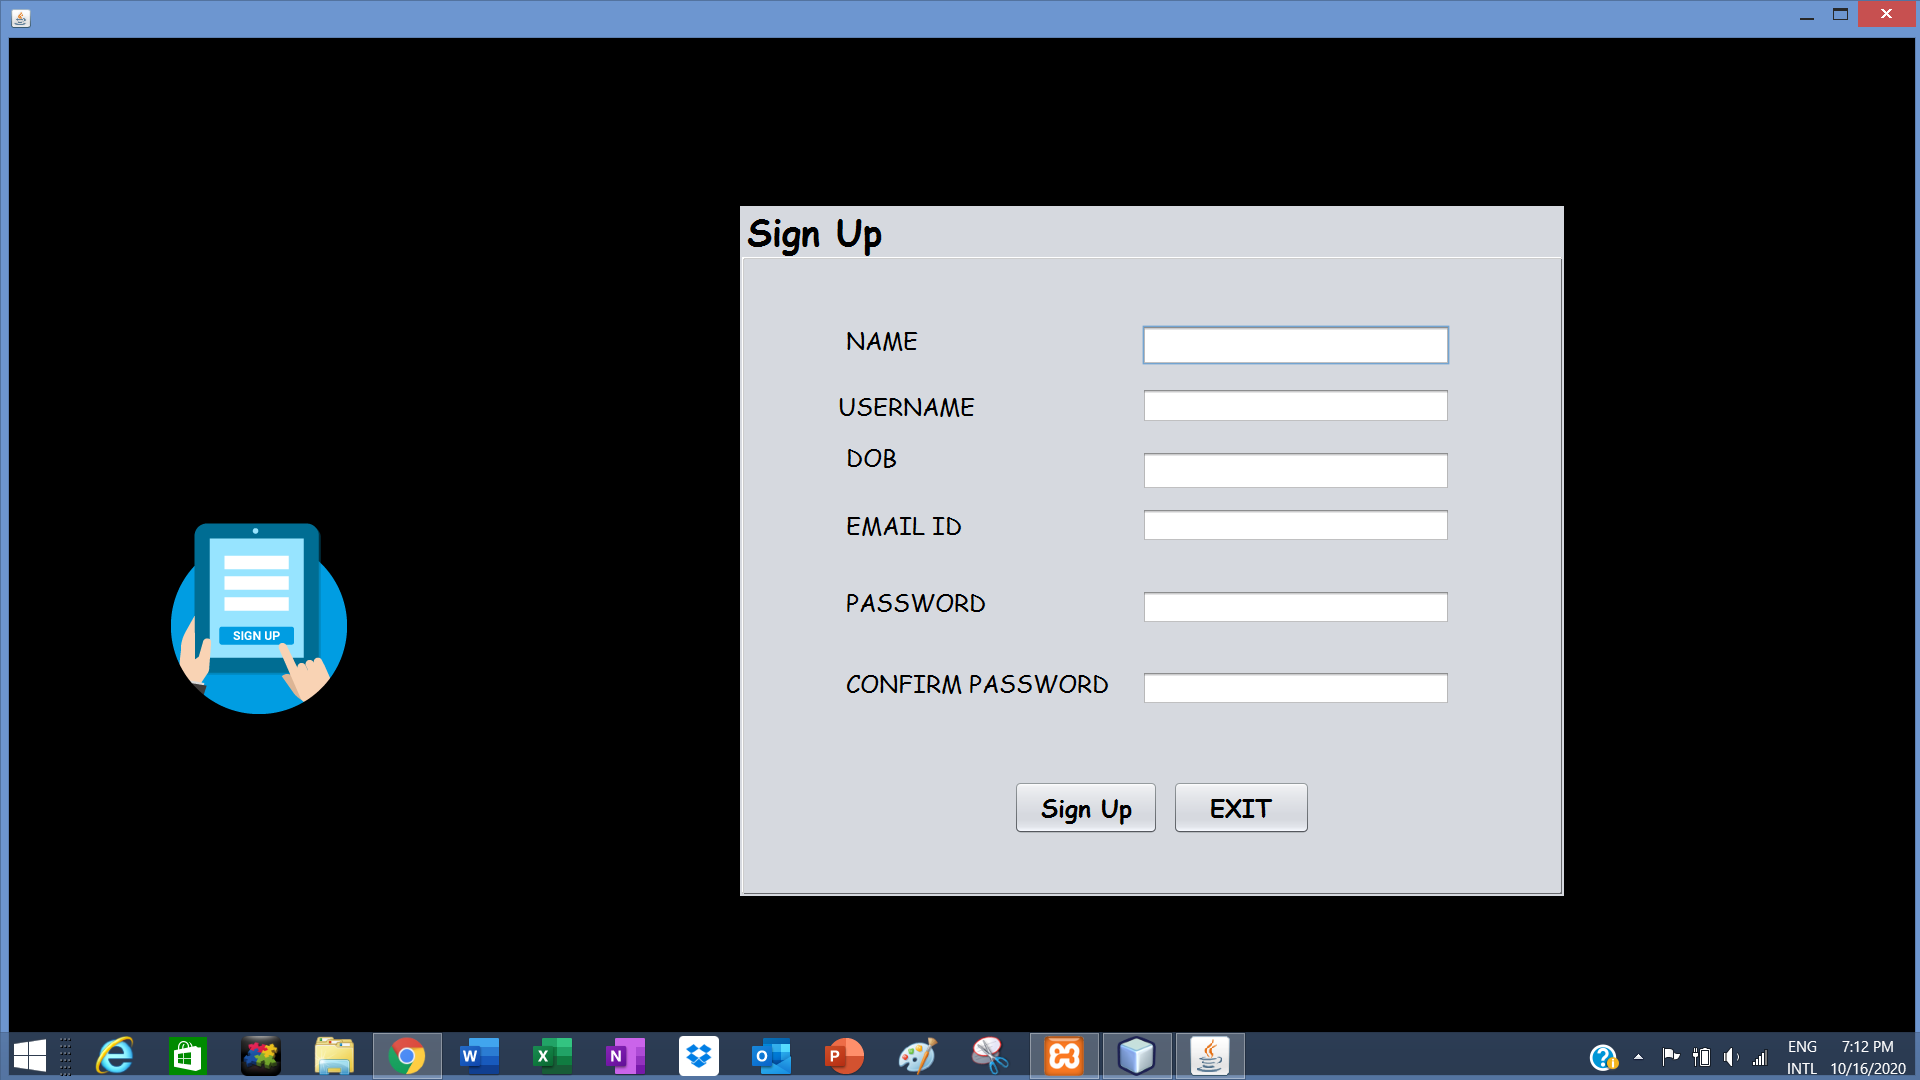 Sign Up
NAME
USERNAME
DOB
EMAIL ID
PASSWORD
CONFIRM PASSWORD
Sign Up EXIT
SIGN UP
W X N O P
ENG 7:12 PM
INTL 10/16/2020